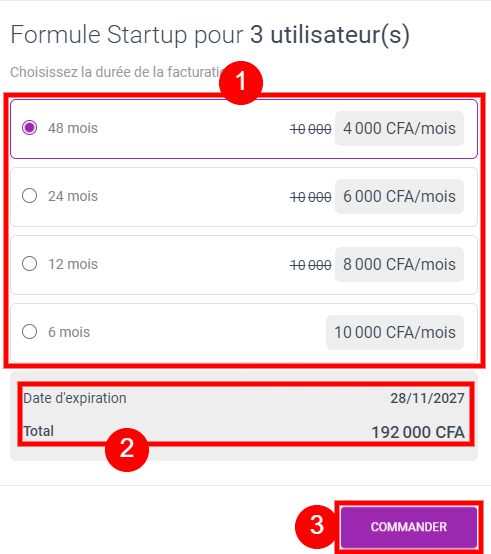 Formule Startup pour 3 utilisateur(s)
Choisissez la durée de la facturati
1
48 mois 10 000 4 000 CFA/mois
24 mois 10 000 6 000 CFA/mois
12 mois 10 000 8 000 CFA/mois
6 mois 10 000 CFA/mois
Date d'expiration 28/11/2027
Total 192 000 CFA
2
3 COMMANDER